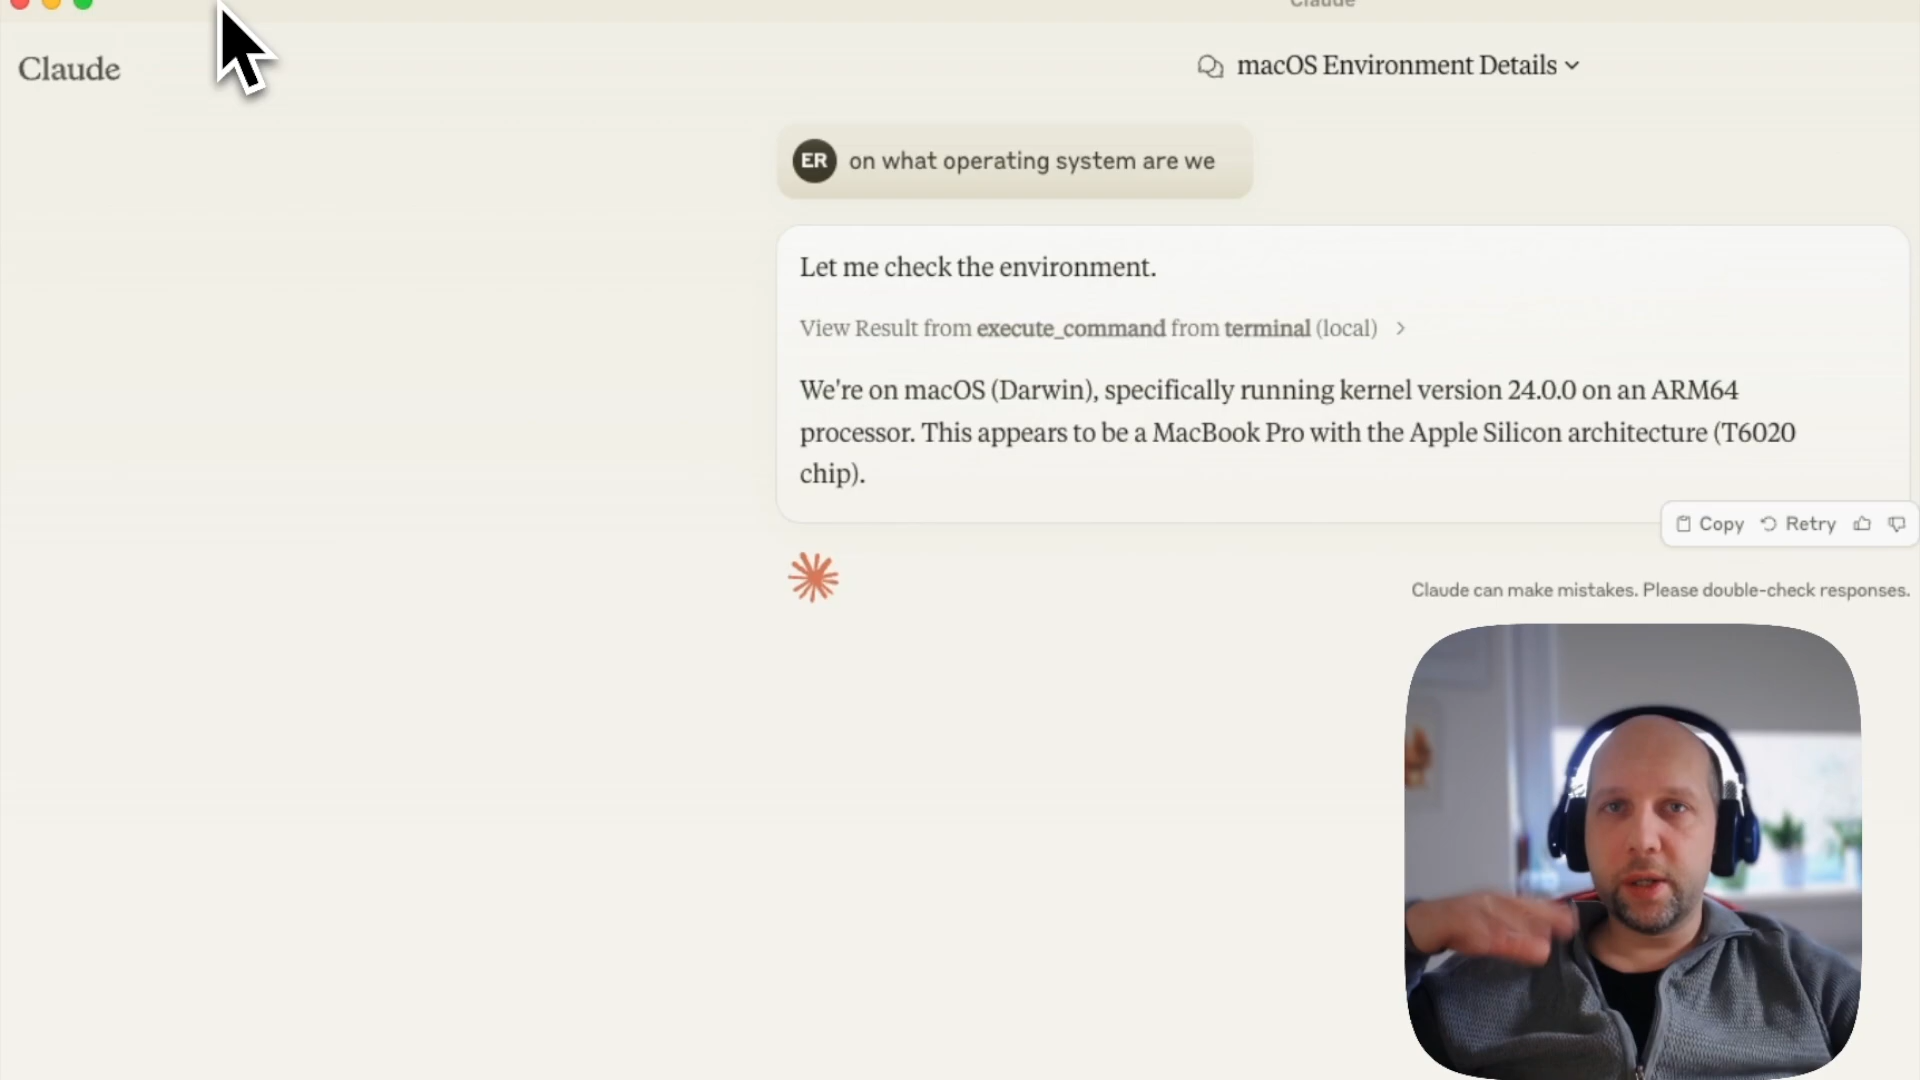 Claude
Claude
macOS Environment Details
ER on what operating system are we
Let me check the environment.
View Result from execute_command from terminal (local)
We're on macOS (Darwin), specifically running kernel version 24.0.0 on an ARM64
processor. This appears to be a MacBook Pro with the Apple Silicon architecture (T6020
chip).
Copy Retry
Claude can make mistakes. Please double-check responses.